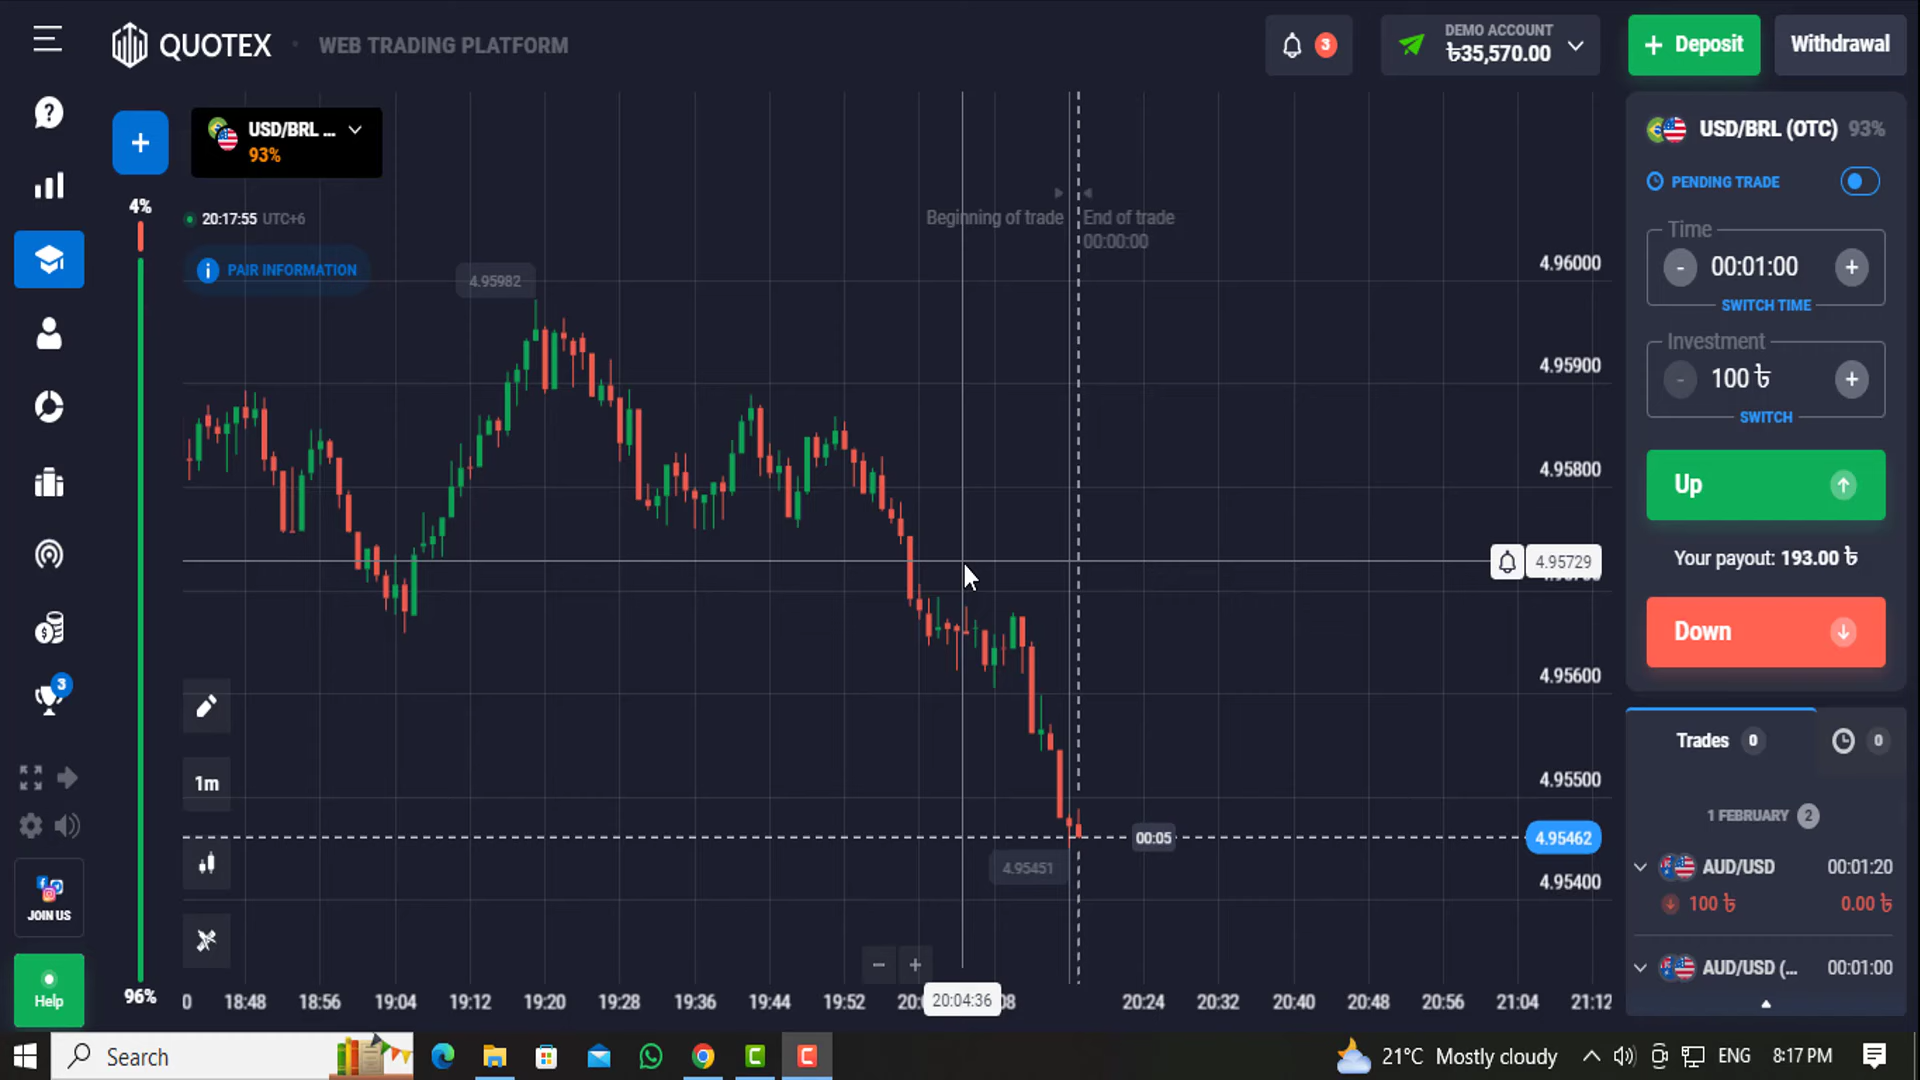 QUOTEX
WEB TRADING PLATFORM
3
DEMO ACCOUNT
৳35,570.00
+ Deposit
Withdrawal
USD/BRL ...
93%
4%
20:17:55 UTC+6
PAIR INFORMATION
Beginning of trade
End of trade
00:00:00
4.95982
4.96000
4.95900
4.95800
4.95729
4.95600
4.95500
4.95462
4.95400
00:05
4.95451
1m
96%
0
18:48
18:56
19:04
19:12
19:20
19:28
19:36
19:44
19:52
20:04:36
20:24
20:32
20:40
20:48
20:56
21:04
21:12
USD/BRL (OTC) 93%
PENDING TRADE
Time
- 00:01:00 +
SWITCH TIME
Investment
- 100 ৳ +
SWITCH
Up
Your payout: 193.00 ৳
Down
Trades 0
0
1 FEBRUARY 2
AUD/USD 00:01:20
100 ৳ 0.00 ৳
AUD/USD (... 00:01:00
3
JOIN US
Help
Search
21°C Mostly cloudy
ENG
8:17 PM